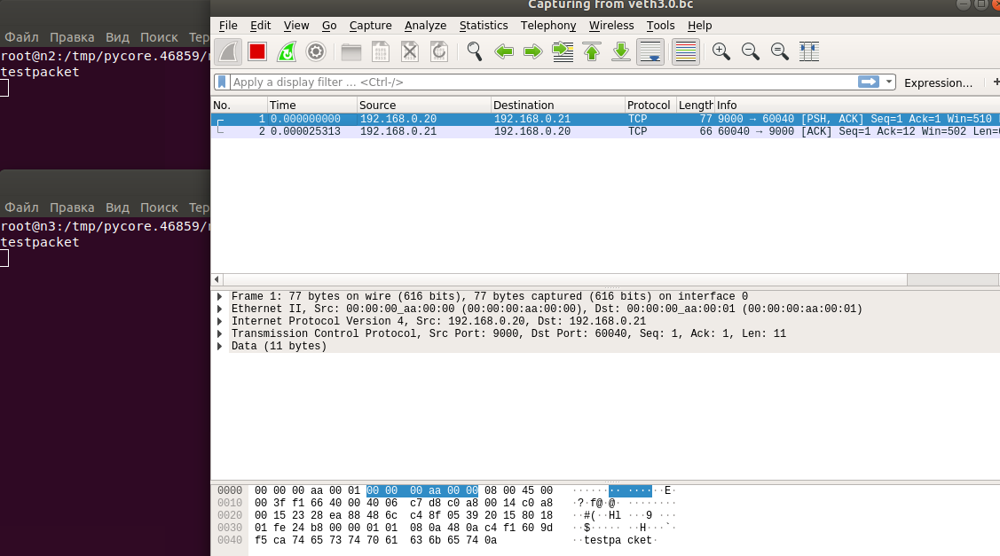 Capturing from veth3.0.bc
Файл Правка Вид Поиск Тер
root@n2:/tmp/pycore.46859/
testpacket
Файл Правка Вид Поиск Тер
root@n3:/tmp/pycore.46859/
testpacket
File Edit View Go Capture Analyze Statistics Telephony Wireless Tools Help
Apply a display filter … <Ctrl-/> Expression… +
No. Time Source Destination Protocol Length Info
1 0.000000000 192.168.0.20 192.168.0.21 TCP 77 9000 → 60040 [PSH, ACK] Seq=1 Ack=1 Win=510
2 0.000025313 192.168.0.21 192.168.0.20 TCP 66 60040 → 9000 [ACK] Seq=1 Ack=12 Win=502 Len=
Frame 1: 77 bytes on wire (616 bits), 77 bytes captured (616 bits) on interface 0
Ethernet II, Src: 00:00:00_aa:00:00 (00:00:00:aa:00:00), Dst: 00:00:00_aa:00:01 (00:00:00:aa:00:01)
Internet Protocol Version 4, Src: 192.168.0.20, Dst: 192.168.0.21
Transmission Control Protocol, Src Port: 9000, Dst Port: 60040, Seq: 1, Ack: 1, Len: 11
Data (11 bytes)
0000 00 00 00 aa 00 01 00 00 00 aa 00 00 08 00 45 00 ········ ······E·
0010 00 3f f1 66 40 00 40 06 c7 d8 c0 a8 00 14 c0 a8 ·?·f@·@· ········
0020 00 15 23 28 ea 88 48 6c c4 8f 05 39 20 15 80 18 ··#(··Hl ···9 ···
0030 01 fe 24 b8 00 00 01 01 08 0a 48 0a c4 f1 60 9d ··$····· ··H···`·
0040 f5 ca 74 65 73 74 70 61 63 6b 65 74 0a ··testpa cket·